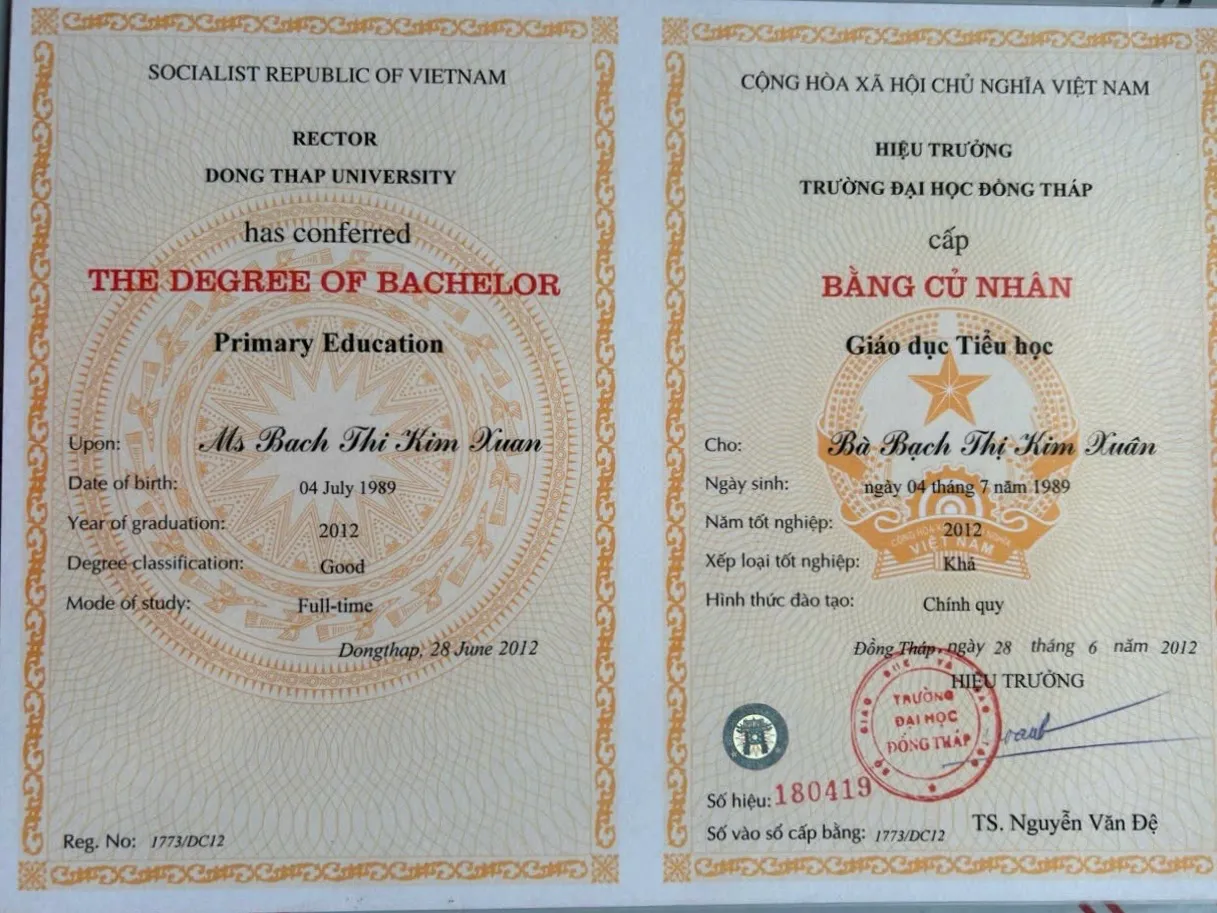 SOCIALIST REPUBLIC OF VIETNAM
RECTOR
DONG THAP UNIVERSITY
has conferred
THE DEGREE OF BACHELOR
Primary Education
Upon: Ms Bach Thi Kim Xuan
Date of birth: 04 July 1989
Year of graduation: 2012
Degree classification: Good
Mode of study: Full-time
Dongthap, 28 June 2012
Reg. No: 1773/DC12
CỘNG HÒA XÃ HỘI CHỦ NGHĨA VIỆT NAM
HIỆU TRƯỞNG
TRƯỜNG ĐẠI HỌC ĐỒNG THÁP
cấp
BẰNG CỬ NHÂN
Giáo dục Tiểu học
Cho: Bà Bạch Thị Kim Xuân
Ngày sinh: ngày 04 tháng 7 năm 1989
Năm tốt nghiệp: 2012
VIỆT NAM
Xếp loại tốt nghiệp: Khá
Hình thức đào tạo: Chính quy
Đồng Tháp, ngày 28 tháng 6 năm 2012
HIỆU TRƯỞNG
TRƯỜNG
ĐẠI HỌC
ĐỒNG THÁP
Số hiệu: 180419
TS. Nguyễn Văn Đệ
Số vào sổ cấp bằng: 1773/DC12